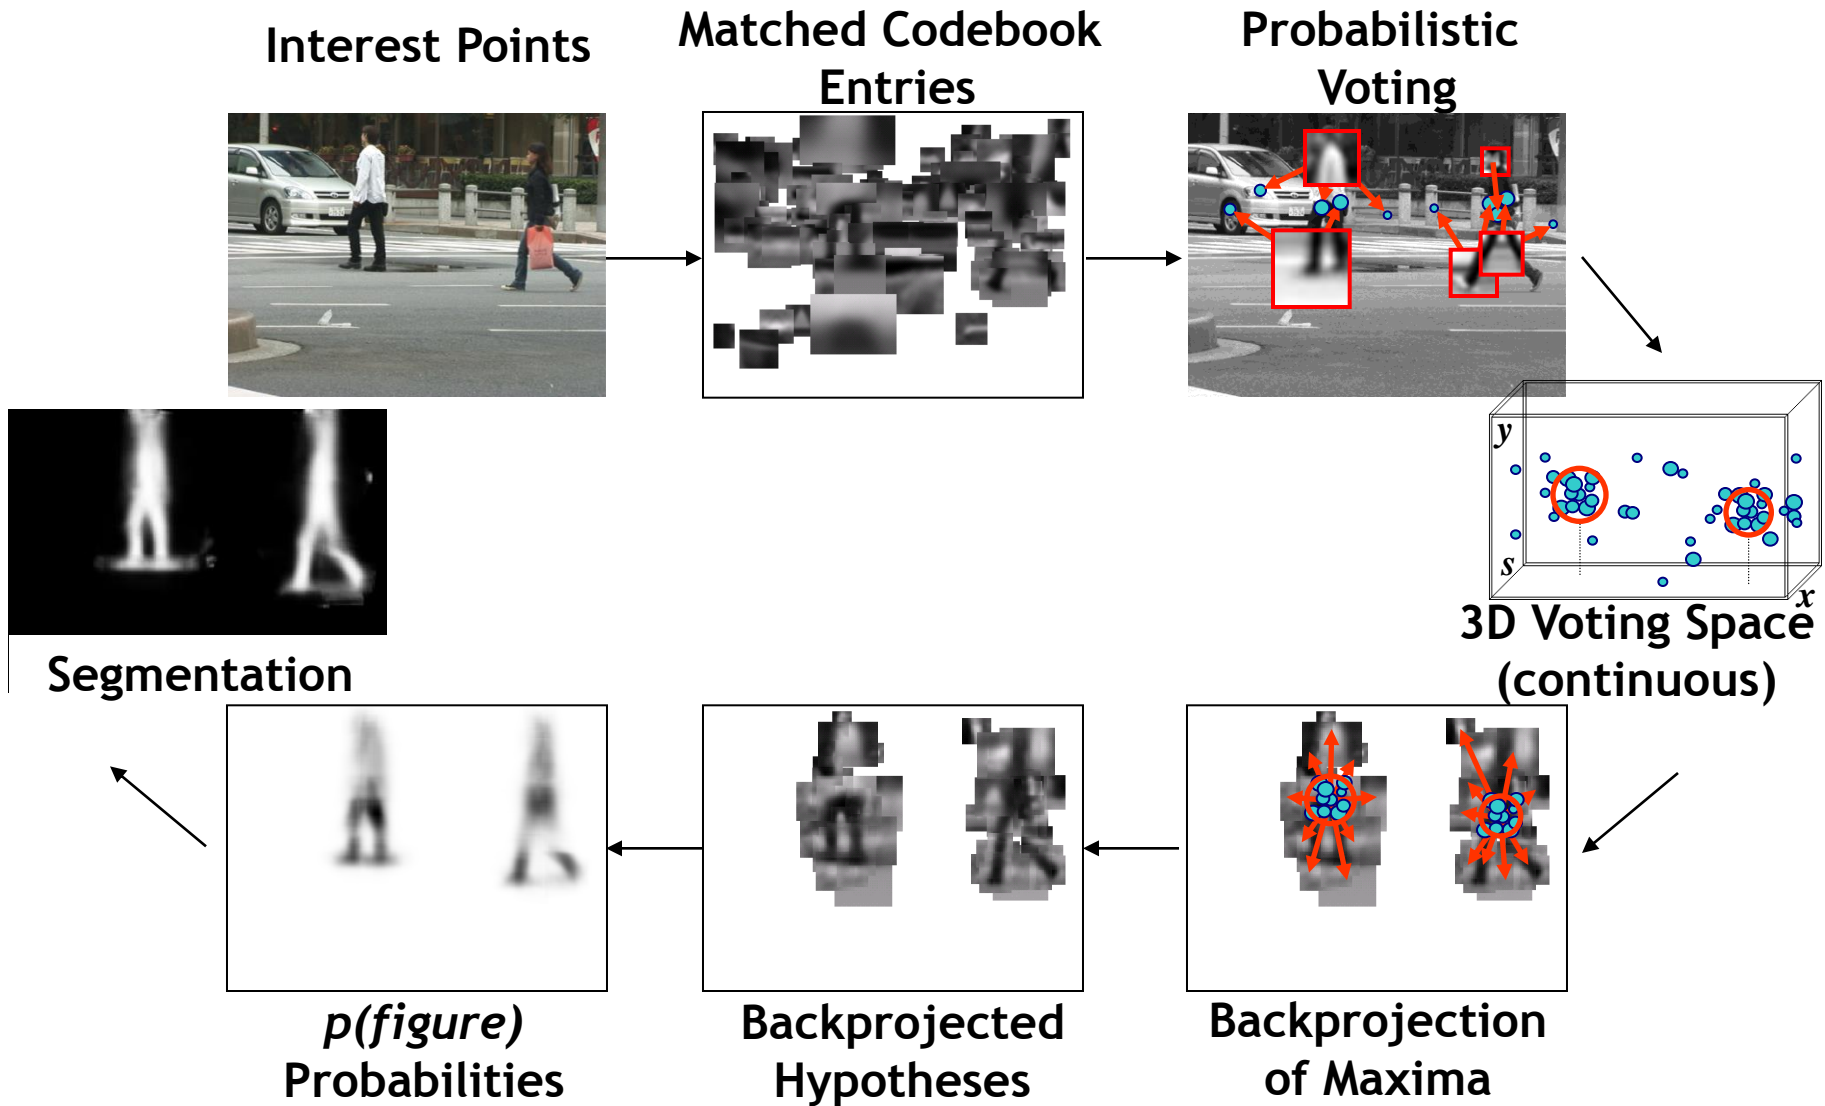 Interest Points
Matched Codebook
Entries
Probabilistic
Voting
y
s
x
3D Voting Space
(continuous)
Segmentation
p(figure)
Probabilities
Backprojected
Hypotheses
Backprojection
of Maxima